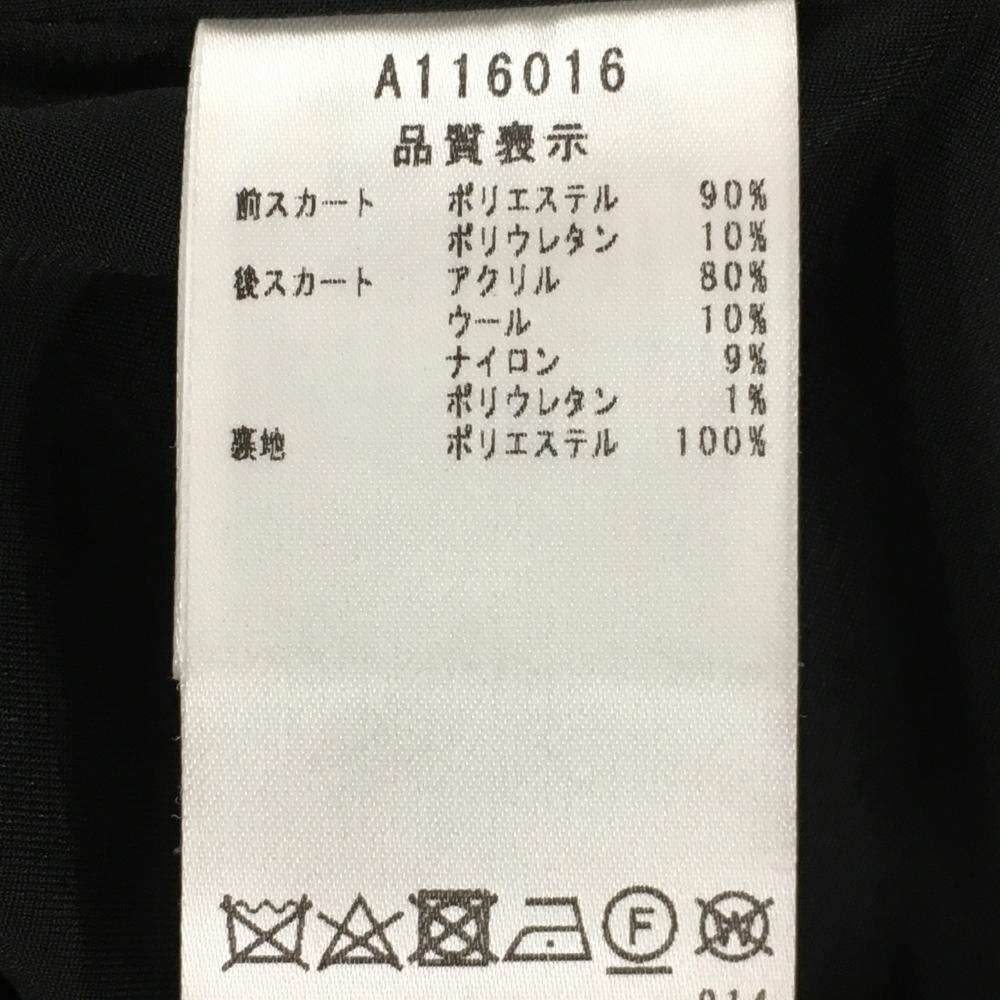 A116016
品質表示
前スカート ポリエステル 90%
ポリウレタン 10%
後スカート アクリル 80%
ウール 10%
ナイロン 9%
ポリウレタン 1%
裏地 ポリエステル 100%
F W